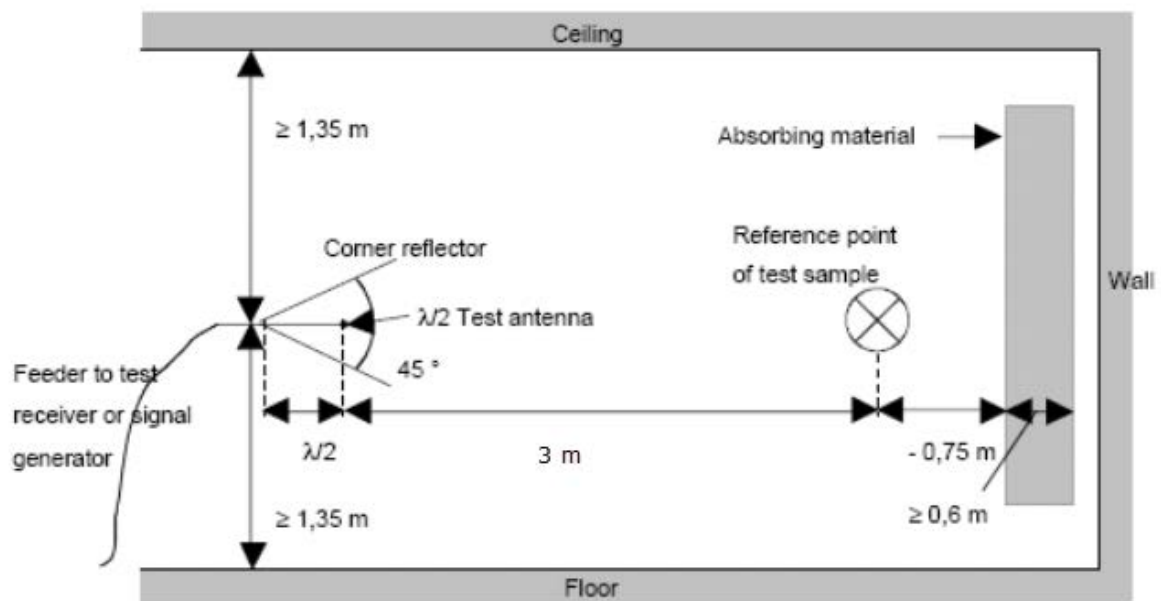 Ceiling
≥ 1,35 m
Absorbing material
Corner reflector
Reference point
of test sample
Wall
λ/2 Test antenna
45 °
Feeder to test
receiver or signal
generator
λ/2
3 m
- 0,75 m
≥ 0,6 m
≥ 1,35 m
Floor